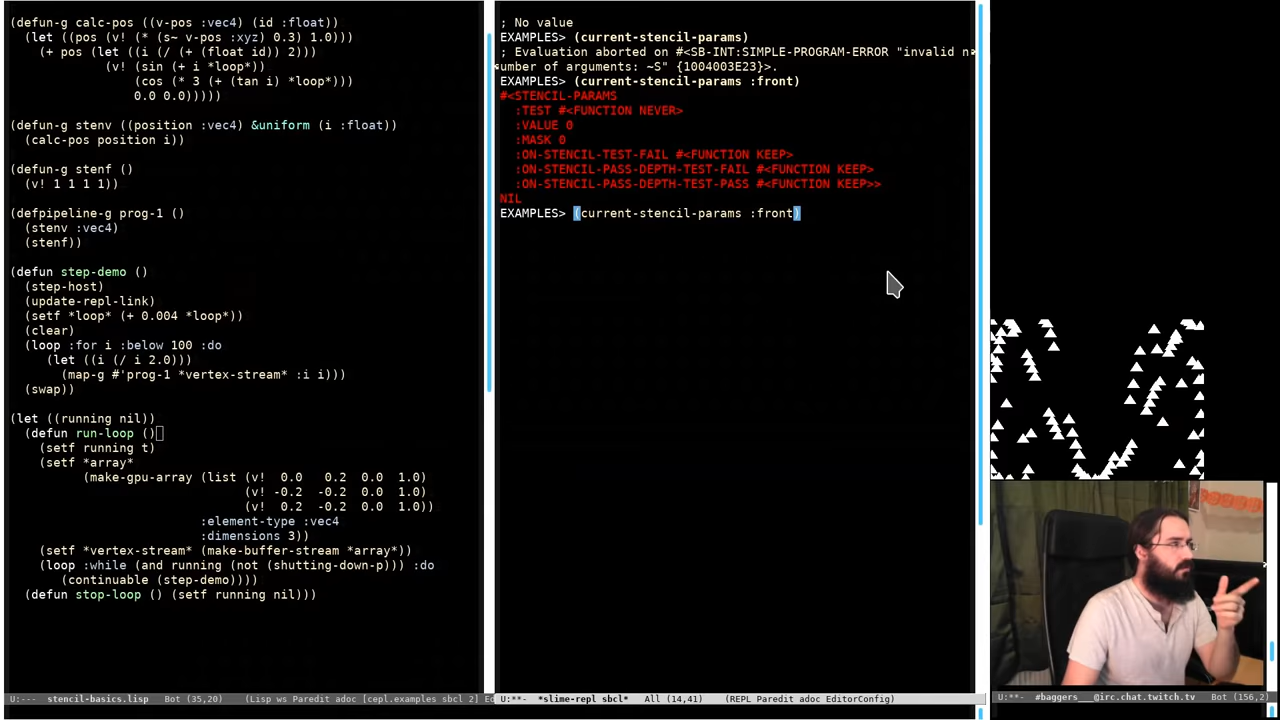 (defun-g calc-pos ((v-pos :vec4) (id :float))
  (let ((pos (v! (* (s~ v-pos :xyz) 0.3) 1.0)))
    (+ pos (let ((i (/ (+ (float id)) 2)))
             (v! (sin (+ i *loop*))
                 (cos (* 3 (+ (tan i) *loop*)))
                 0.0 0.0)))))
(defun-g stenv ((position :vec4) &uniform (i :float))
  (calc-pos position i))
(defun-g stenf ()
  (v! 1 1 1 1))
(defpipeline-g prog-1 ()
  (stenv :vec4)
  (stenf))
(defun step-demo ()
  (step-host)
  (update-repl-link)
  (setf *loop* (+ 0.004 *loop*))
  (clear)
  (loop :for i :below 100 :do
     (let ((i (/ i 2.0)))
       (map-g #'prog-1 *vertex-stream* :i i)))
  (swap))
(let ((running nil))
  (defun run-loop ()
    (setf running t)
    (setf *array*
          (make-gpu-array (list (v!  0.0   0.2  0.0  1.0)
                                (v! -0.2  -0.2  0.0  1.0)
                                (v!  0.2  -0.2  0.0  1.0))
                          :element-type :vec4
                          :dimensions 3))
    (setf *vertex-stream* (make-buffer-stream *array*))
    (loop :while (and running (not (shutting-down-p))) :do
       (continuable (step-demo))))
  (defun stop-loop () (setf running nil)))
U:---  stencil-basics.lisp   Bot (35,20)   (Lisp ws Paredit adoc [cepl.examples sbcl 2] Ed
; No value
EXAMPLES> (current-stencil-params)
; Evaluation aborted on #<SB-INT:SIMPLE-PROGRAM-ERROR "invalid n
umber of arguments: ~S" {1004003E23}>.
EXAMPLES> (current-stencil-params :front)
#<STENCIL-PARAMS
  :TEST #<FUNCTION NEVER>
  :VALUE 0
  :MASK 0
  :ON-STENCIL-TEST-FAIL #<FUNCTION KEEP>
  :ON-STENCIL-PASS-DEPTH-TEST-FAIL #<FUNCTION KEEP>
  :ON-STENCIL-PASS-DEPTH-TEST-PASS #<FUNCTION KEEP>>
NIL
EXAMPLES> (current-stencil-params :front)
U:**-  *slime-repl sbcl*   All (14,41)   (REPL Paredit adoc EditorConfig)
U:**-  #baggers___@irc.chat.twitch.tv   Bot (156,2)